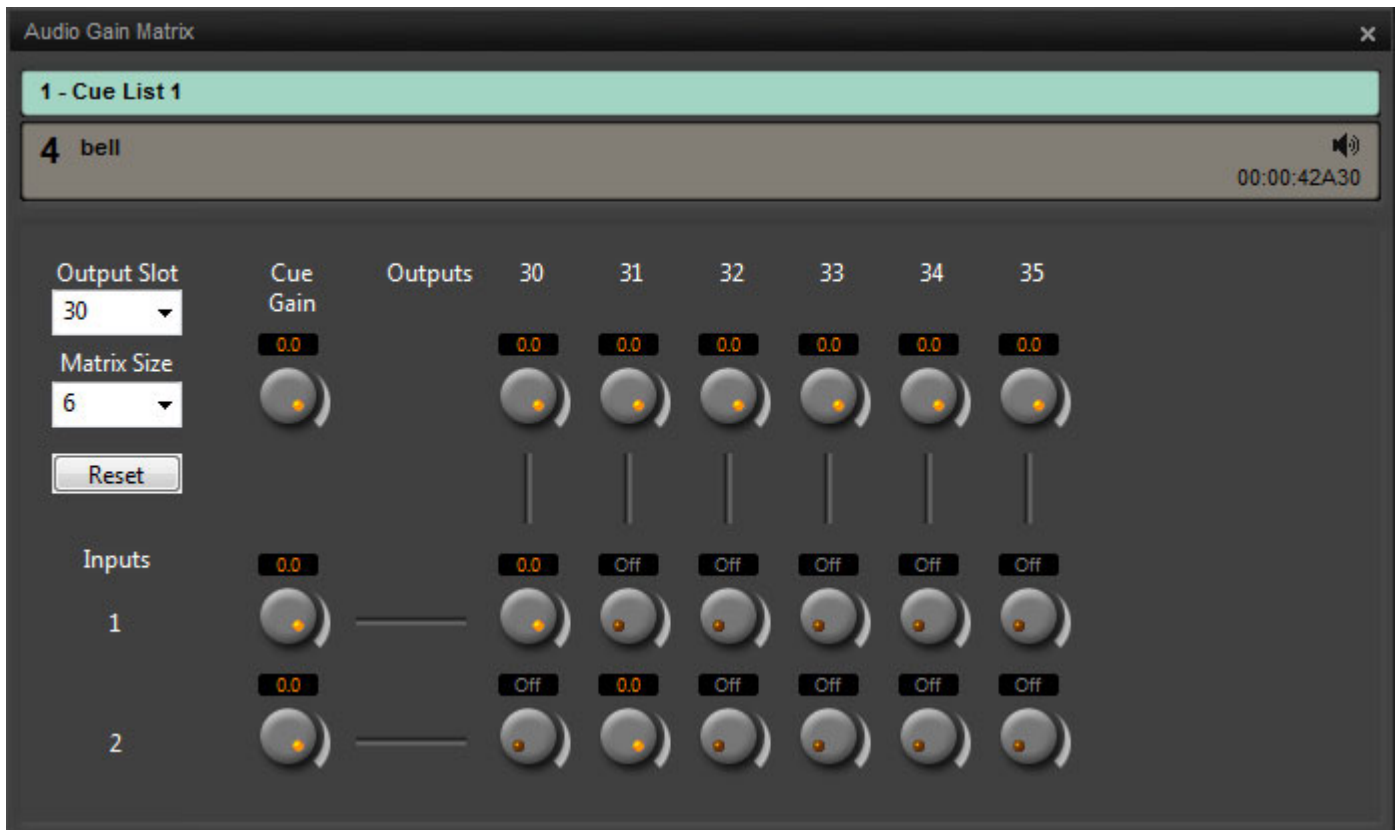 Audio Gain Matrix
1 - Cue List 1
4 bell
00:00:42A30
Output Slot Cue Gain Outputs 30 31 32 33 34 35
30
0.0 0.0 0.0 0.0 0.0 0.0 0.0
Matrix Size
6
Reset
Inputs
0.0 0.0 Off Off Off Off Off
1
0.0 Off 0.0 Off Off Off Off
2